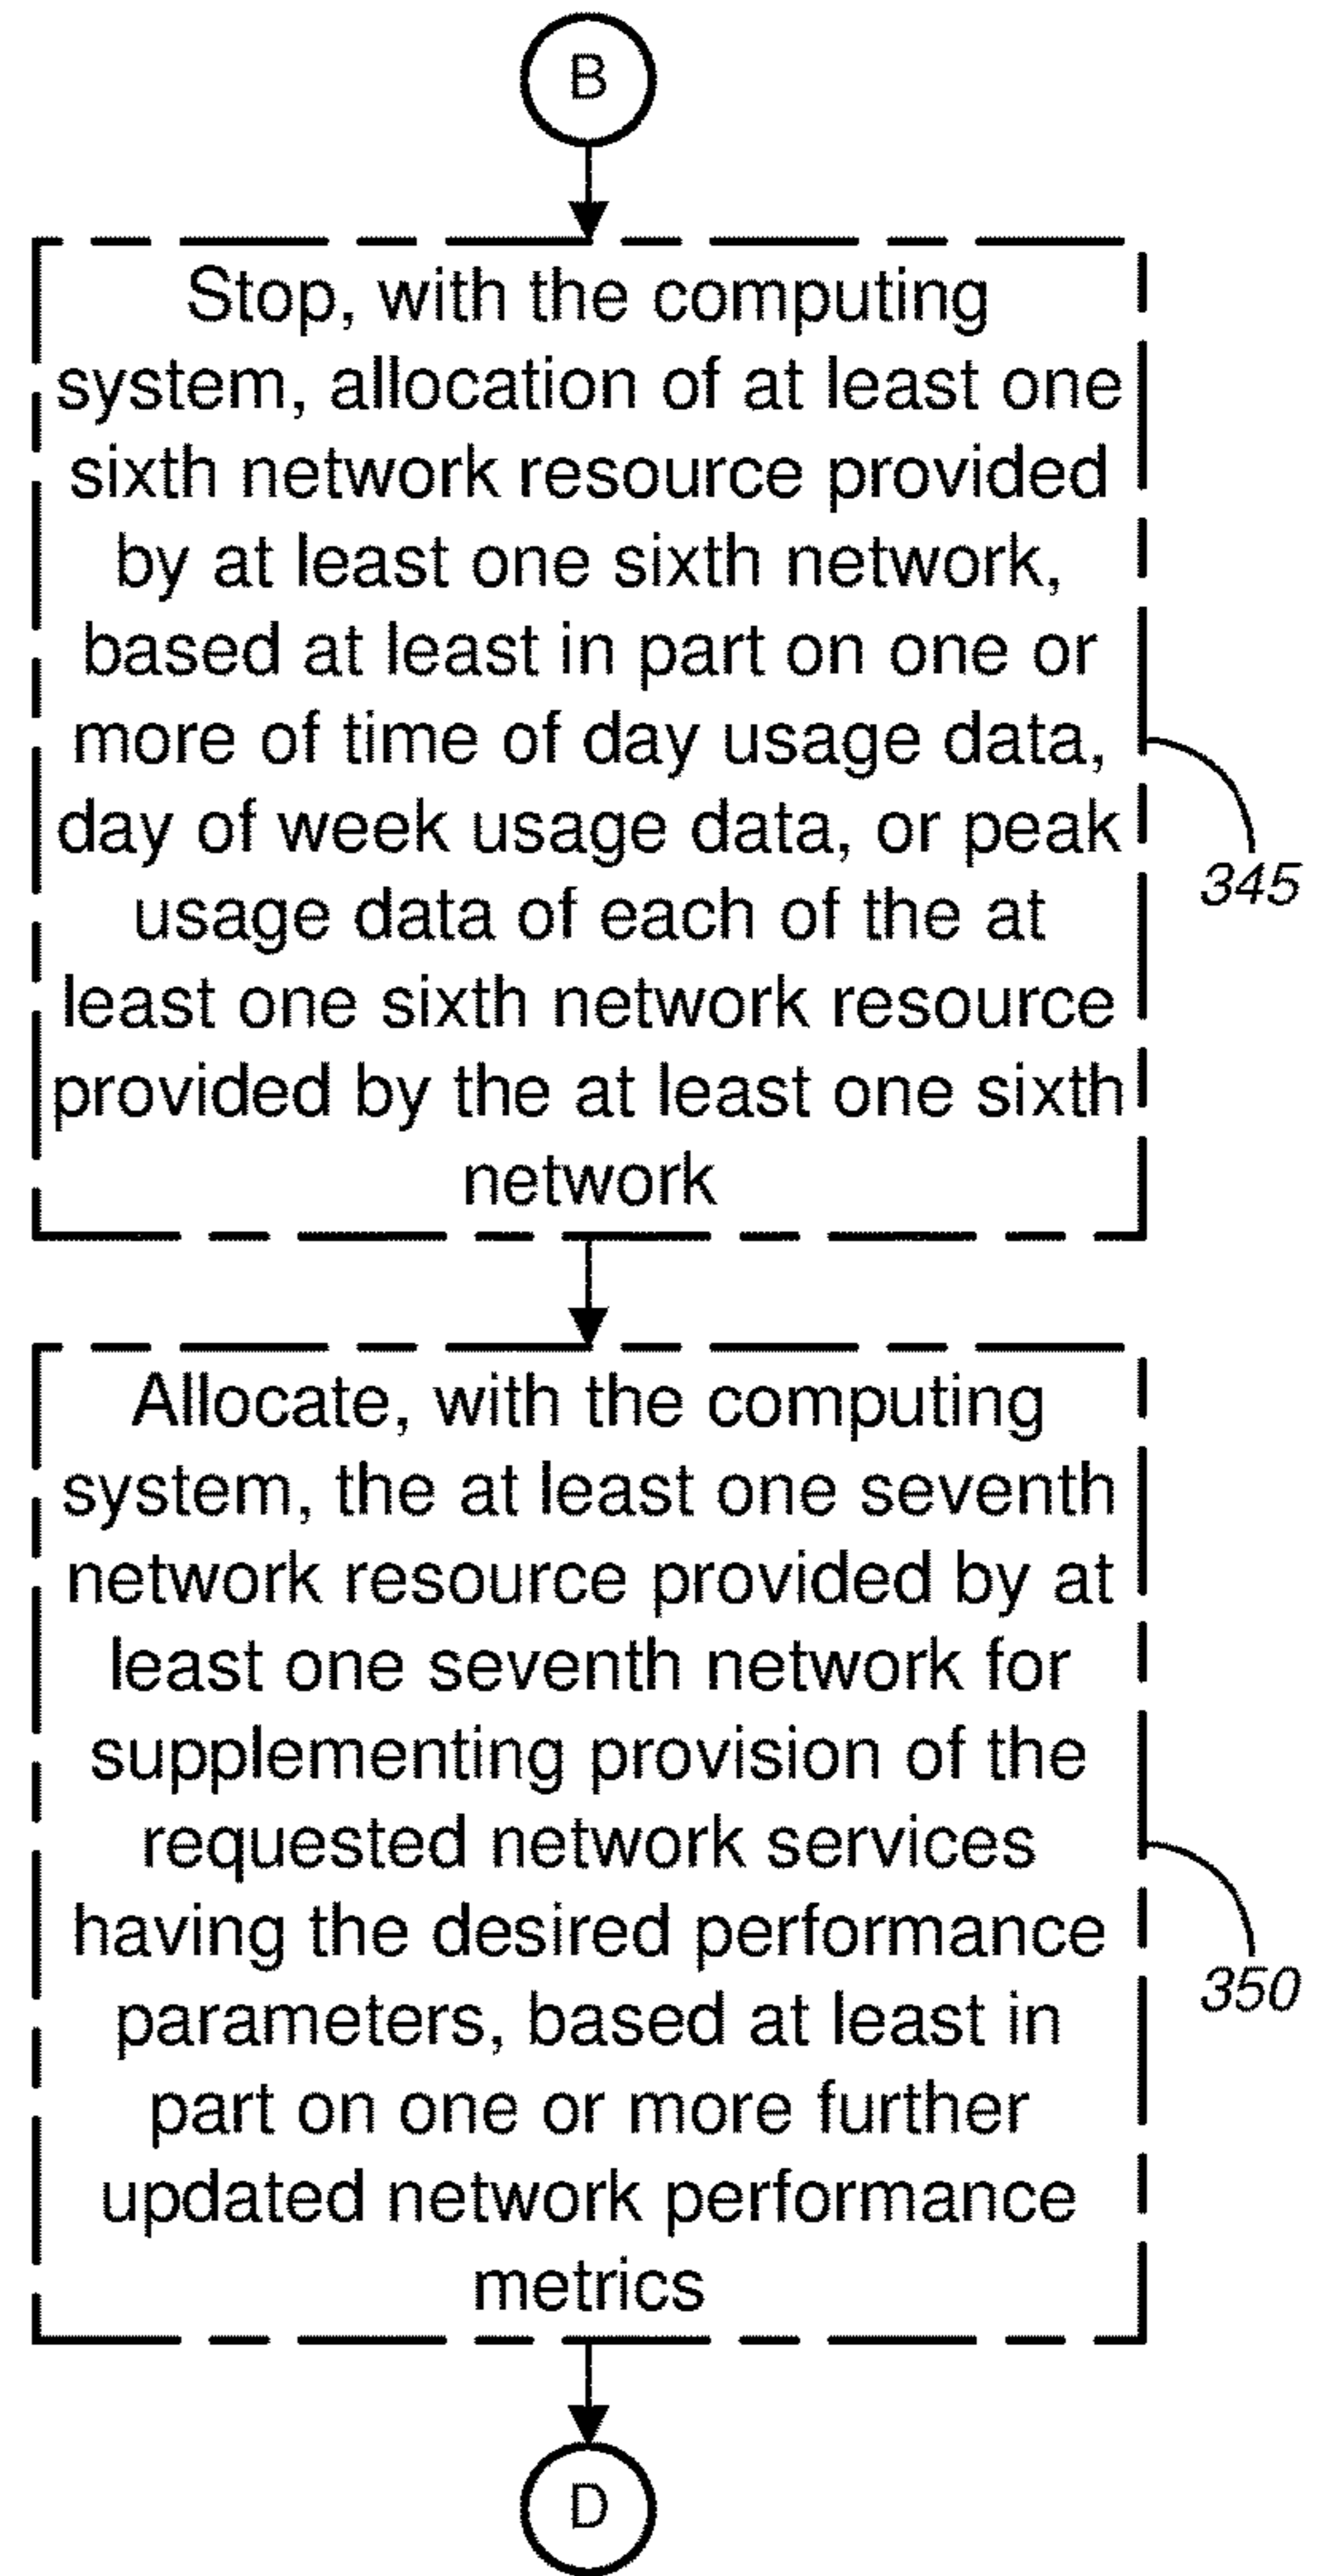 B
Stop, with the computing
system, allocation of at least one
sixth network resource provided
by at least one sixth network,
based at least in part on one or
more of time of day usage data,
day of week usage data, or peak
usage data of each of the at
least one sixth network resource
provided by the at least one sixth
network
345
Allocate, with the computing
system, the at least one seventh
network resource provided by at
least one seventh network for
supplementing provision of the
requested network services
having the desired performance
parameters, based at least in
part on one or more further
updated network performance
metrics
350
D